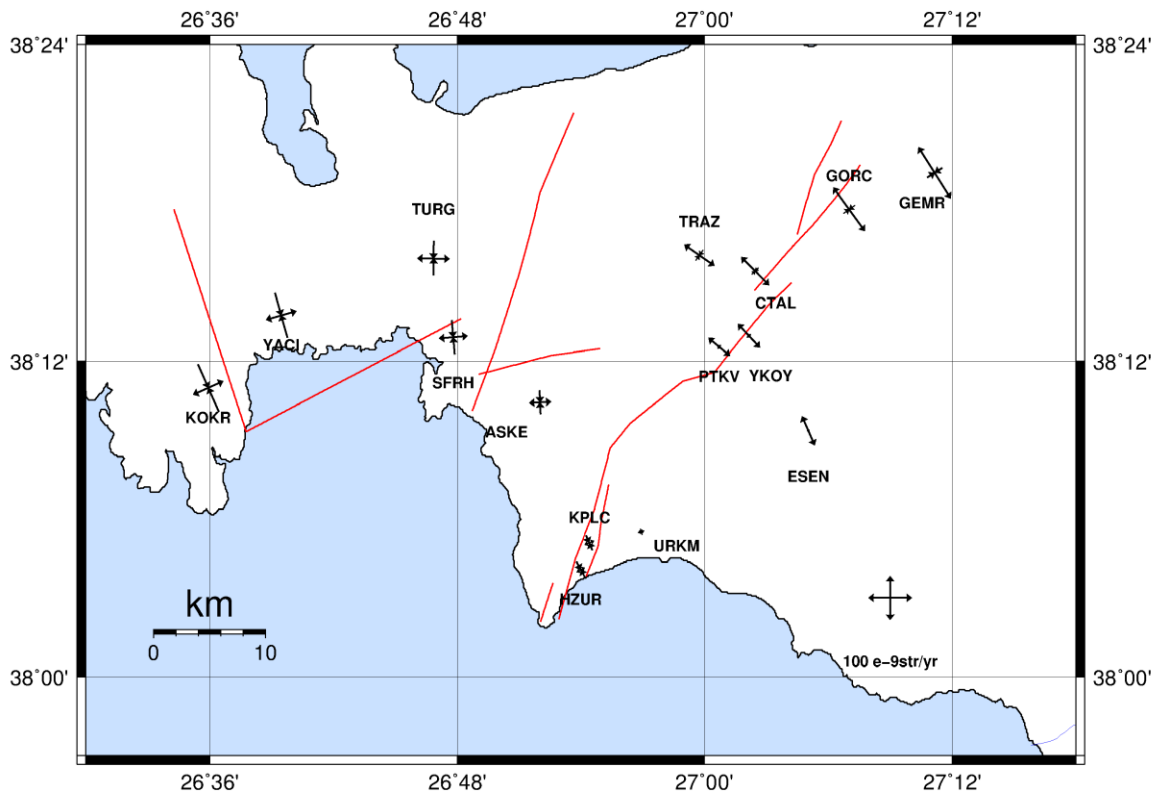 26°36' 26°48' 27°00' 27°12'
38°24' 38°24'
GORC
GEMR
TURG
TRAZ
CTAL
YACI
38°12' 38°12'
PTKV YKOY
SFRH
KOKR
ASKE
ESEN
KPLC
URKM
HZUR
km
0 10
100 e−9str/yr
38°00' 38°00'
26°36' 26°48' 27°00' 27°12'